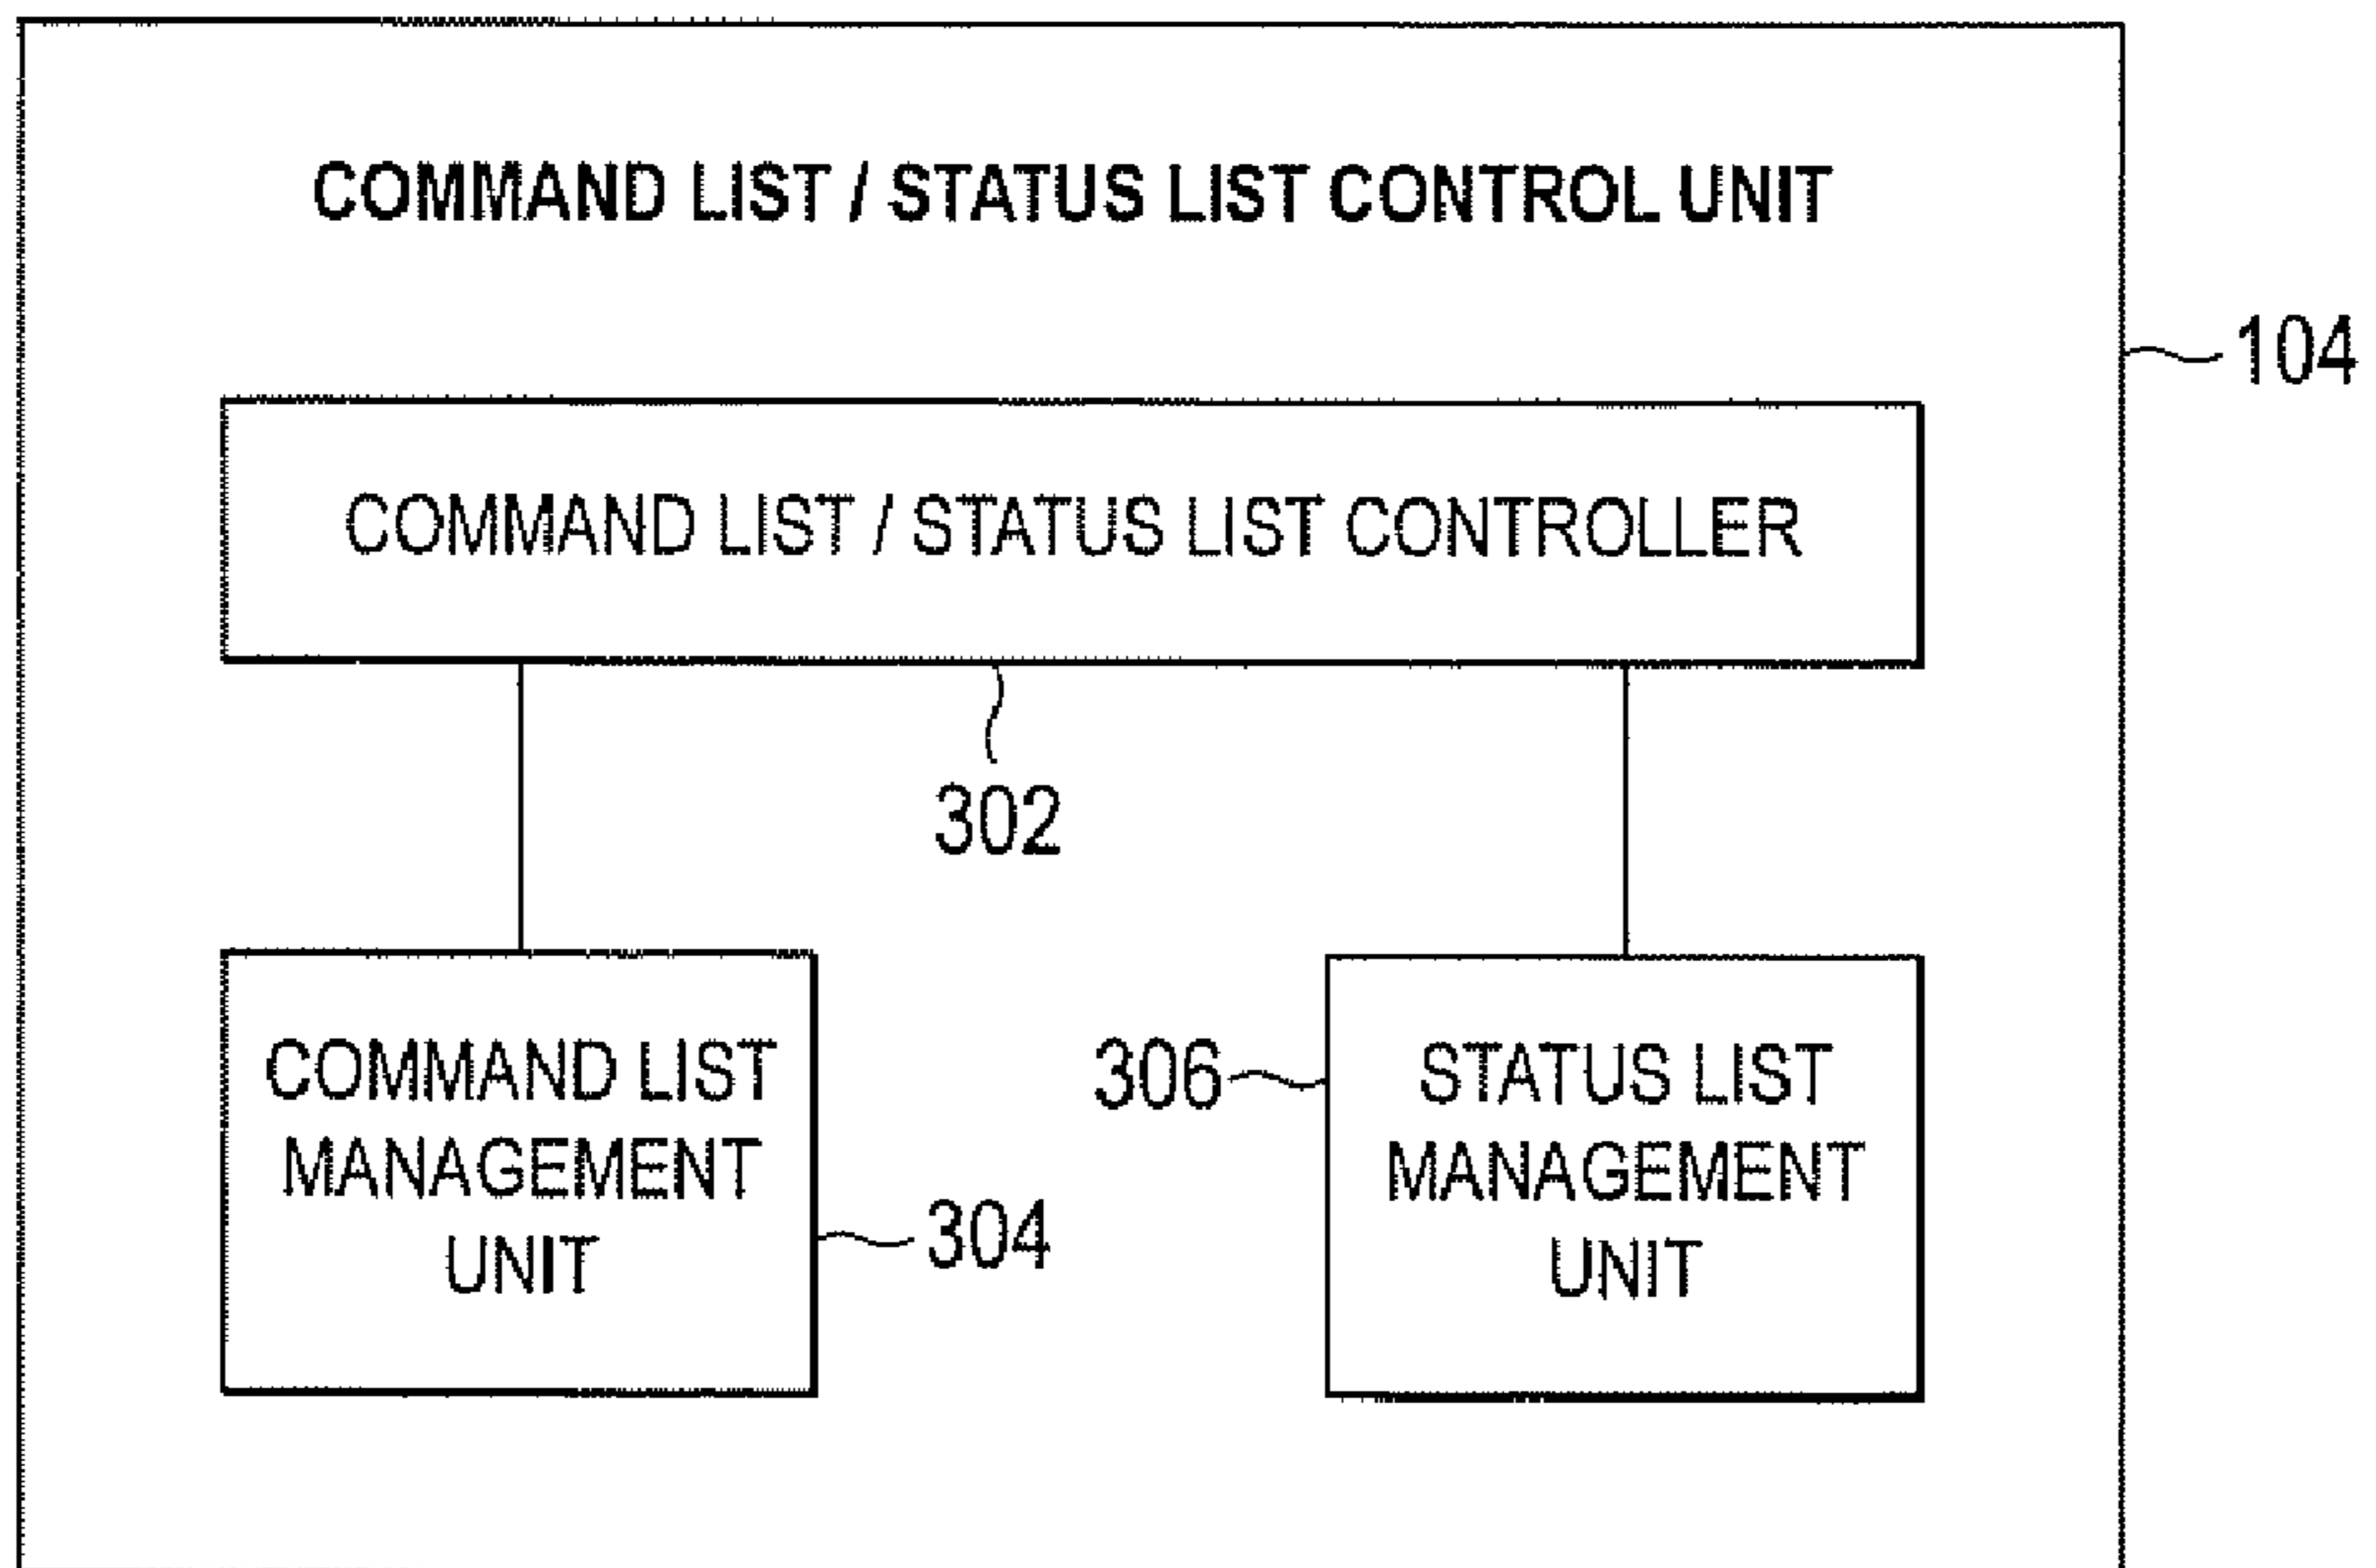 COMMAND LIST / STATUS LIST CONTROL UNIT
104
COMMAND LIST / STATUS LIST CONTROLLER
302
COMMAND LIST
MANAGEMENT
UNIT
304
306
STATUS LIST
MANAGEMENT
UNIT